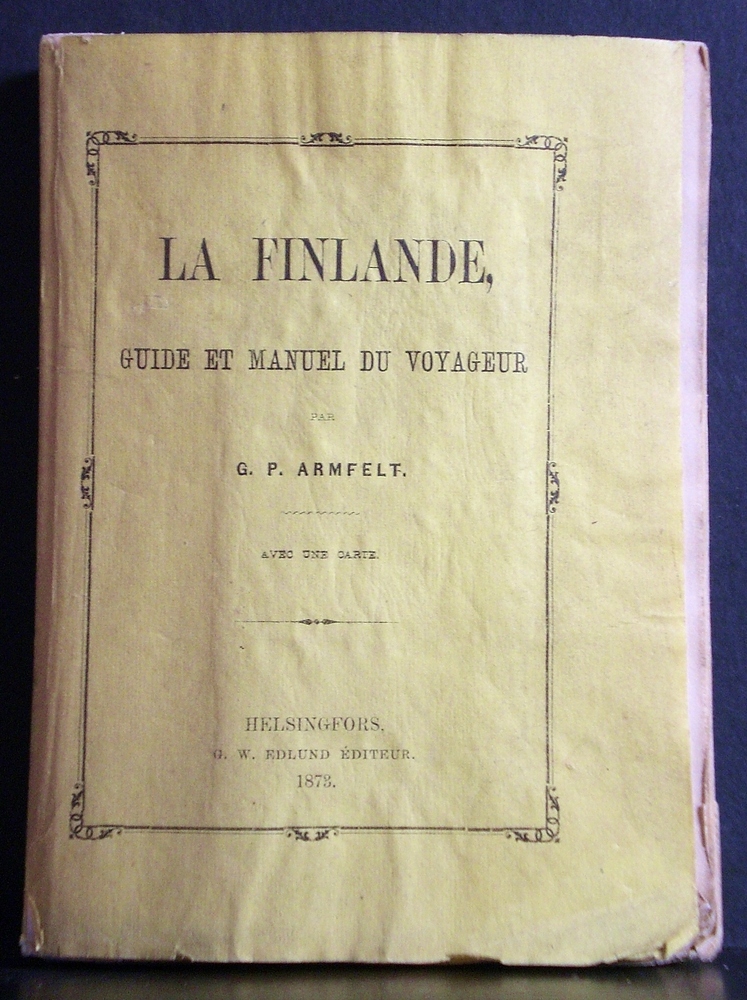 LA FINLANDE,
GUIDE ET MANUEL DU VOYAGEUR
PAR
G. P. ARMFELT.
AVEC UNE CARTE.
HELSINGFORS,
G. W. EDLUND ÉDITEUR.
1873.